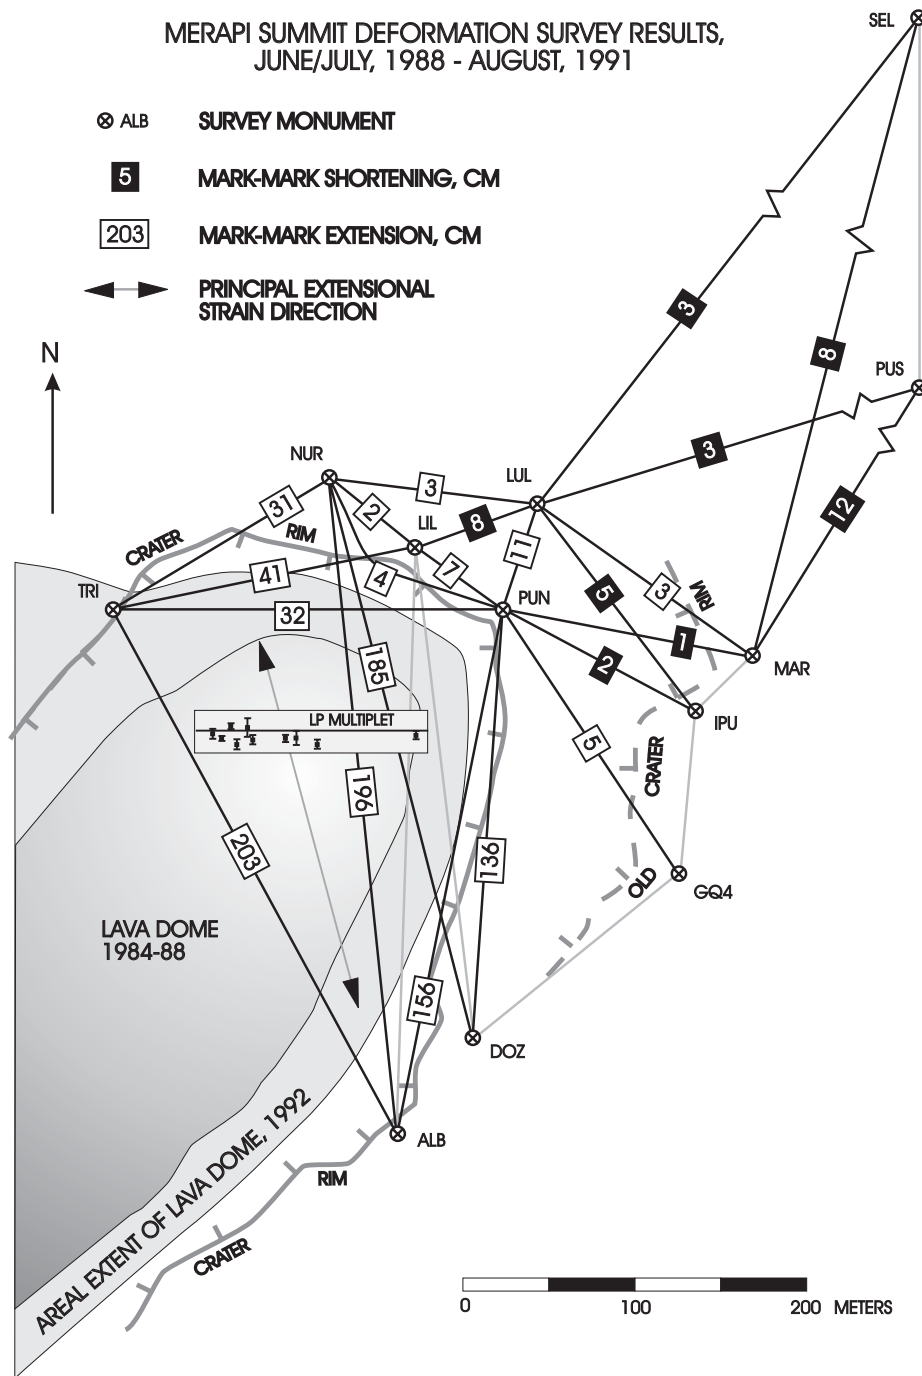 MERAPI SUMMIT DEFORMATION SURVEY RESULTS,
JUNE/JULY, 1988 - AUGUST, 1991
SEL
ALB SURVEY MONUMENT
5 MARK-MARK SHORTENING, CM
203 MARK-MARK EXTENSION, CM
PRINCIPAL EXTENSIONAL
STRAIN DIRECTION
3
8
N
PUS
NUR
LUL
3
3
31
2
8
12
LIL
11
CRATER
RIM
41
4
7
5
3
RIM
TRI
32
PUN
1
MAR
2
185
IPU
LP MULTIPLET
5
CRATER
196
203
136
OLD
GQ4
LAVA DOME
1984-88
156
DOZ
ALB
AREAL EXTENT OF LAVA DOME, 1992
RIM
CRATER
0 100 200 METERS